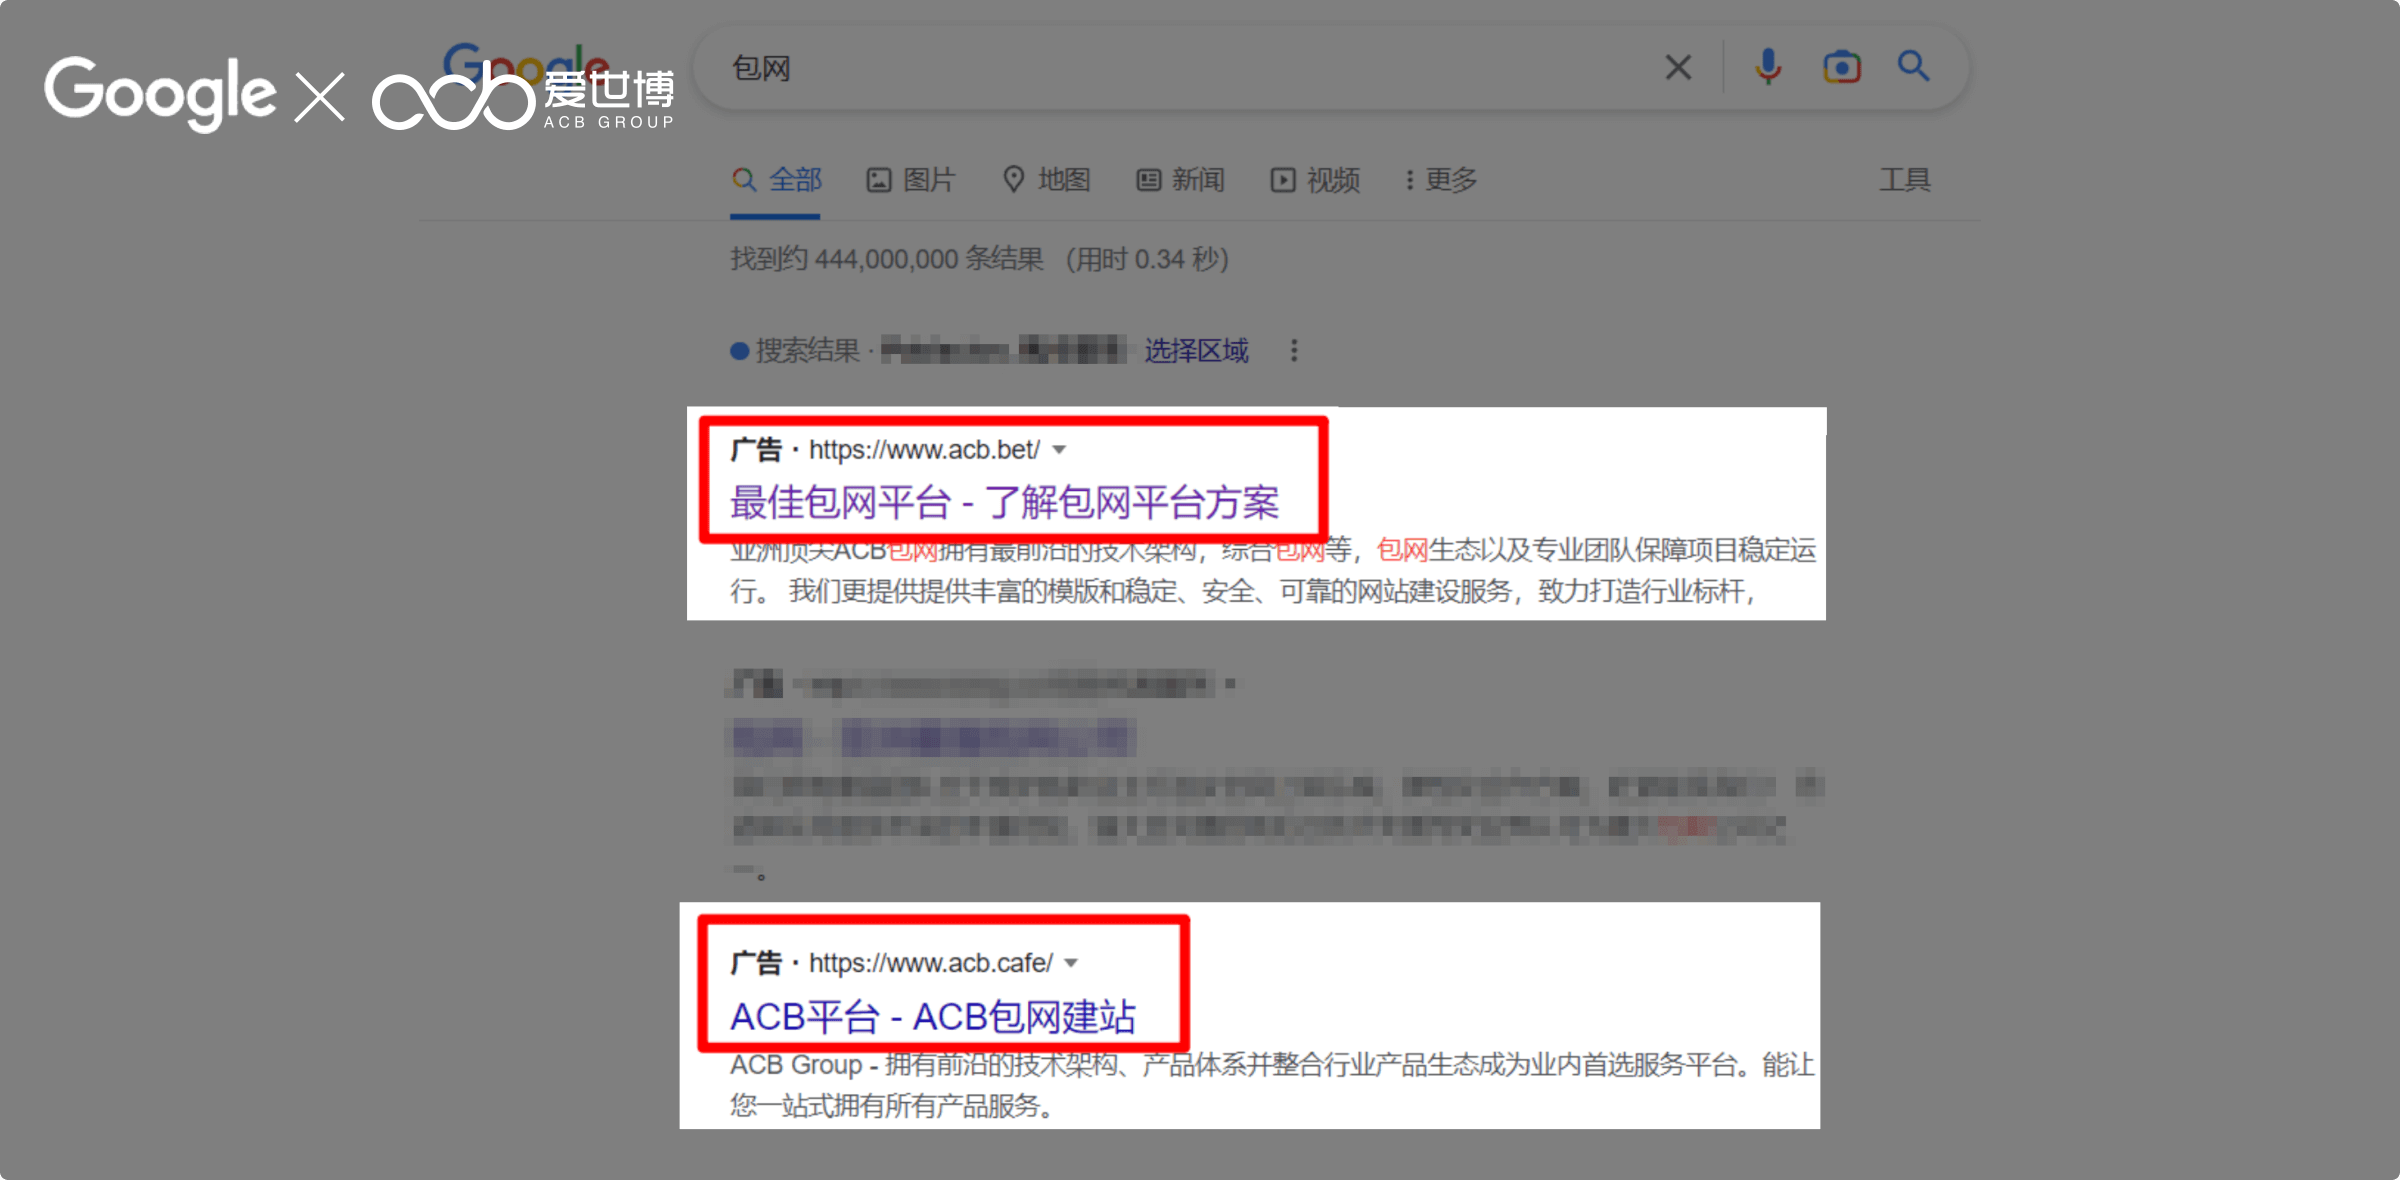 Google × acb 爱世博
ACB GROUP
Google
包网
全部 图片 地图 新闻 视频 更多 工具
找到约 444,000,000 条结果 （用时 0.34 秒）
搜索结果 · 选择区域
广告 · https://www.acb.bet/
最佳包网平台 - 了解包网平台方案
亚洲顶尖ACB包网拥有最前沿的技术架构，综合包网等，包网生态以及专业团队保障项目稳定运
行。 我们更提供提供丰富的模版和稳定、安全、可靠的网站建设服务，致力打造行业标杆，
广告 · https://www.acb.cafe/
ACB平台 - ACB包网建站
ACB Group - 拥有前沿的技术架构、产品体系并整合行业产品生态成为业内首选服务平台。能让
您一站式拥有所有产品服务。